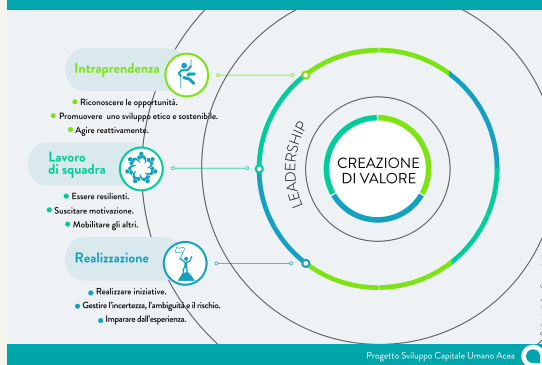 Intraprendenza
Riconoscere le opportunità.
Promuovere uno sviluppo etico e sostenibile.
Agire reattivamente.
Lavoro
di squadra
Essere resilienti.
Suscitare motivazione.
Mobilitare gli altri.
Realizzazione
Realizzare iniziative.
Gestire l'incertezza, l'ambiguità e il rischio.
Imparare dall'esperienza.
LEADERSHIP
CREAZIONE
DI VALORE
Progetto Sviluppo Capitale Umano Acea